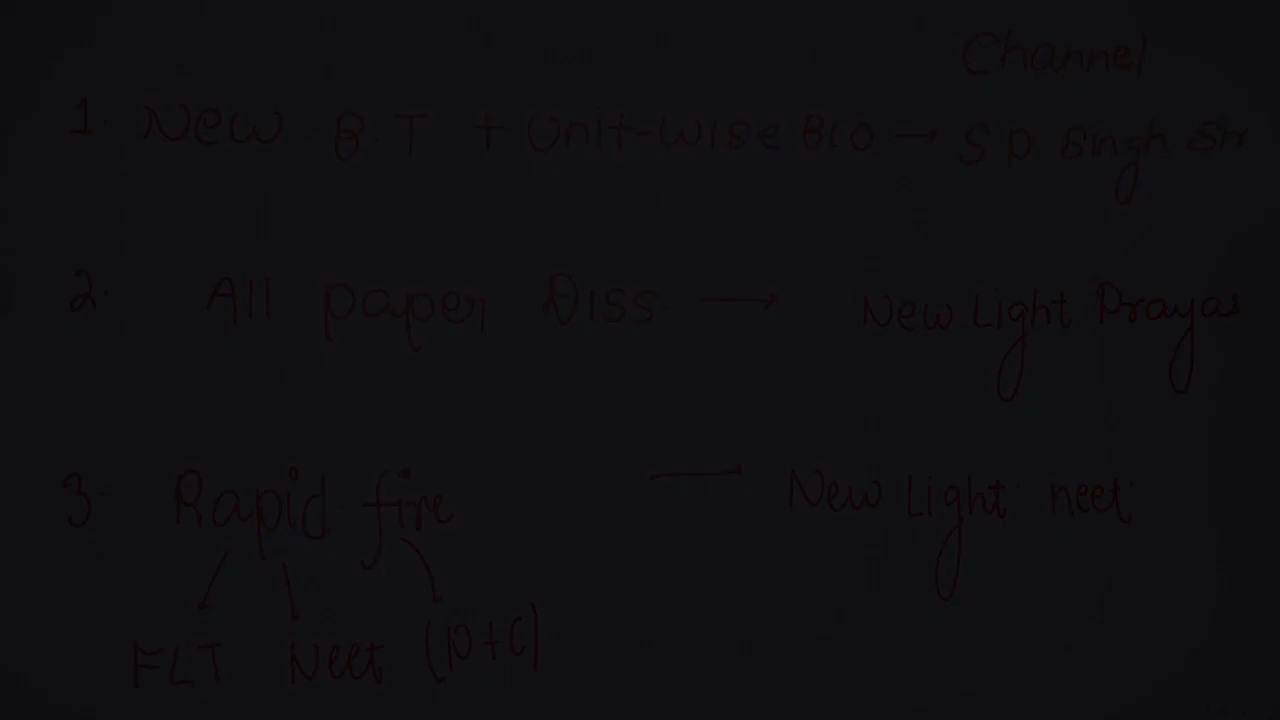 Channel
1. New B.T + Unit-wise Bio → S D Singh Sir
2. All paper Diss → New Light Prayas
3. Rapid fire → New Light neet
FLT Neet (P+C)